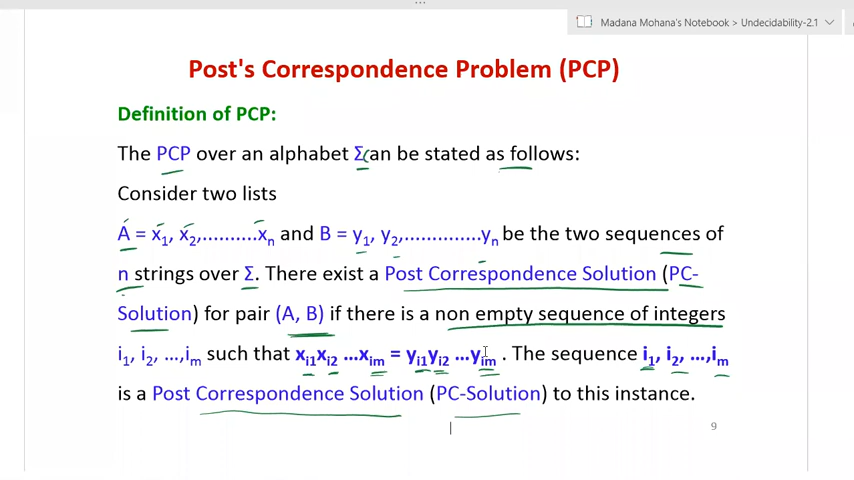 Madana Mohana's Notebook > Undecidability-2.1
Post's Correspondence Problem (PCP)
Definition of PCP:
The PCP over an alphabet Σ can be stated as follows:
Consider two lists
A = x₁, x₂,..........xₙ and B = y₁, y₂,...............yₙ be the two sequences of
n strings over Σ. There exist a Post Correspondence Solution (PC-
Solution) for pair (A, B) if there is a non empty sequence of integers
i₁, i₂, ...,iₘ such that xᵢ₁xᵢ₂ ...xᵢₘ = yᵢ₁yᵢ₂ ...yᵢₘ . The sequence i₁, i₂, ...,iₘ
is a Post Correspondence Solution (PC-Solution) to this instance.
9